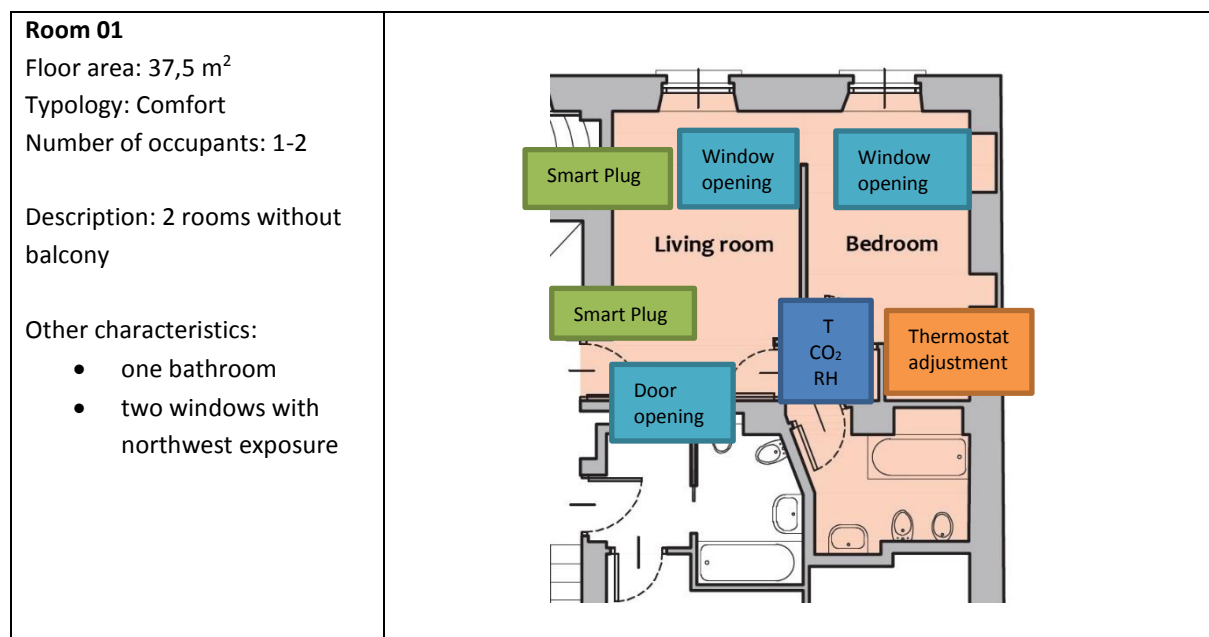 Room 01
Floor area: 37,5 m²
Typology: Comfort
Number of occupants: 1-2
Description: 2 rooms without
balcony
Other characteristics:
• one bathroom
• two windows with
northwest exposure
Smart Plug
Window
opening
Window
opening
Living room
Bedroom
Smart Plug
T
CO₂
RH
Thermostat
adjustment
Door
opening